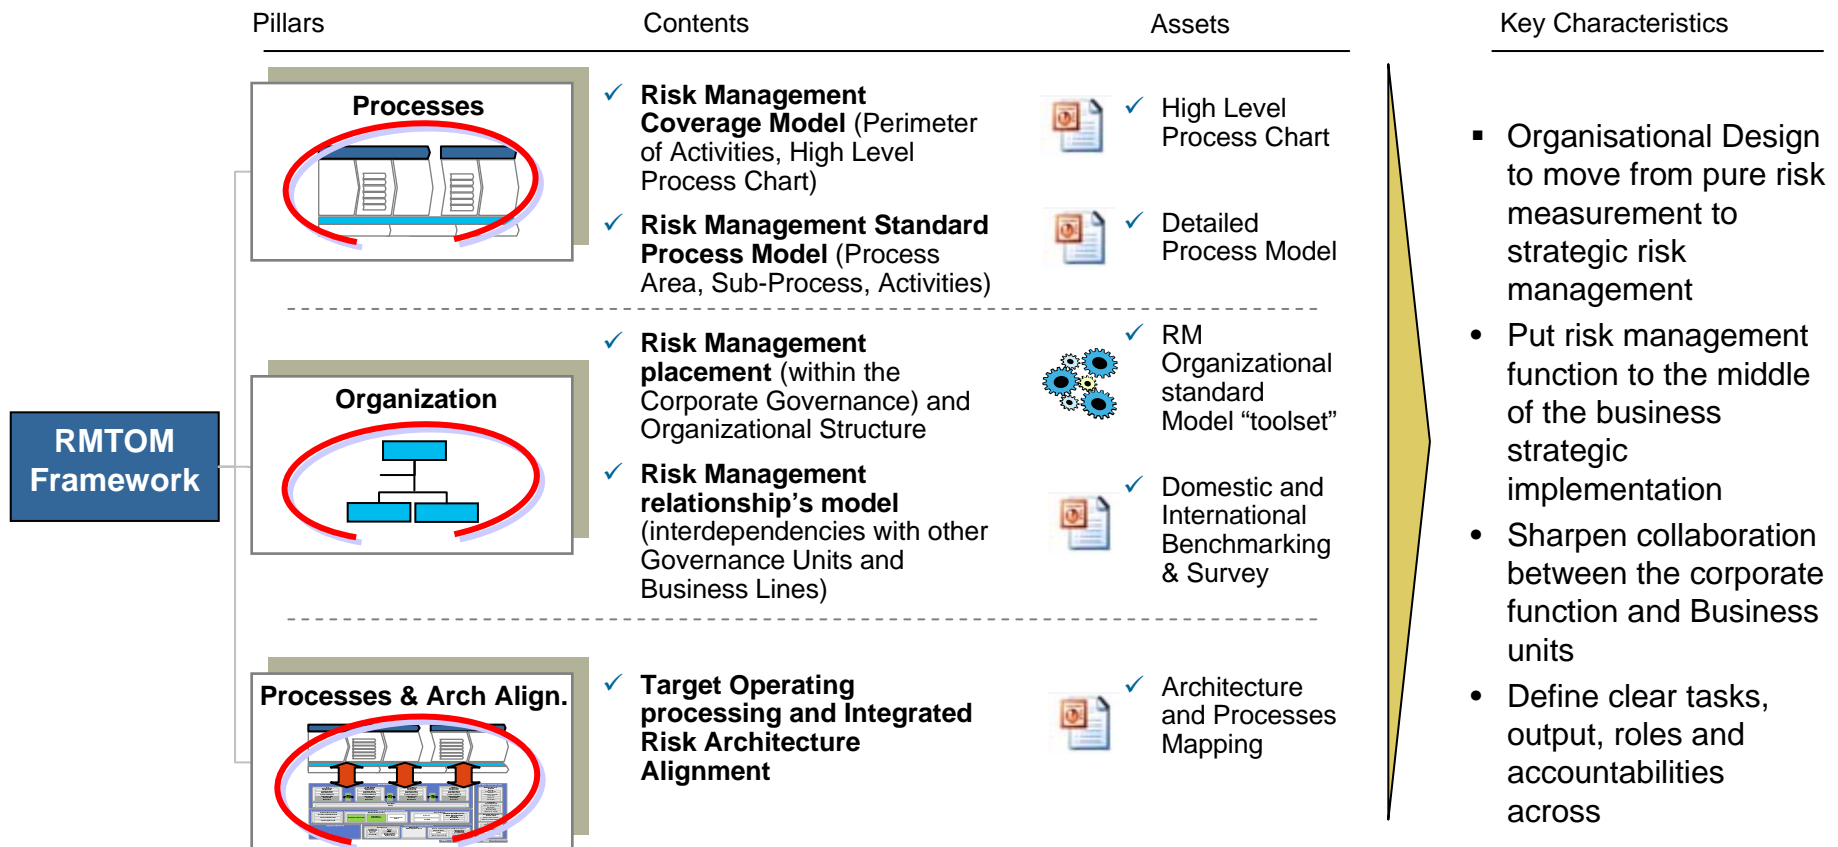 Pillars
Contents
Assets
Key Characteristics
RMTOM
Framework
Processes
✓ Risk Management
Coverage Model (Perimeter
of Activities, High Level
Process Chart)
✓ Risk Management Standard
Process Model (Process
Area, Sub-Process, Activities)
✓ High Level
Process Chart
✓ Detailed
Process Model
Organization
✓ Risk Management
placement (within the
Corporate Governance) and
Organizational Structure
✓ Risk Management
relationship’s model
(interdependencies with other
Governance Units and
Business Lines)
✓ RM
Organizational
standard
Model “toolset”
✓ Domestic and
International
Benchmarking
& Survey
Processes & Arch Align.
✓ Target Operating
processing and Integrated
Risk Architecture
Alignment
✓ Architecture
and Processes
Mapping
▪ Organisational Design
to move from pure risk
measurement to
strategic risk
management
• Put risk management
function to the middle
of the business
strategic
implementation
• Sharpen collaboration
between the corporate
function and Business
units
• Define clear tasks,
output, roles and
accountabilities
across